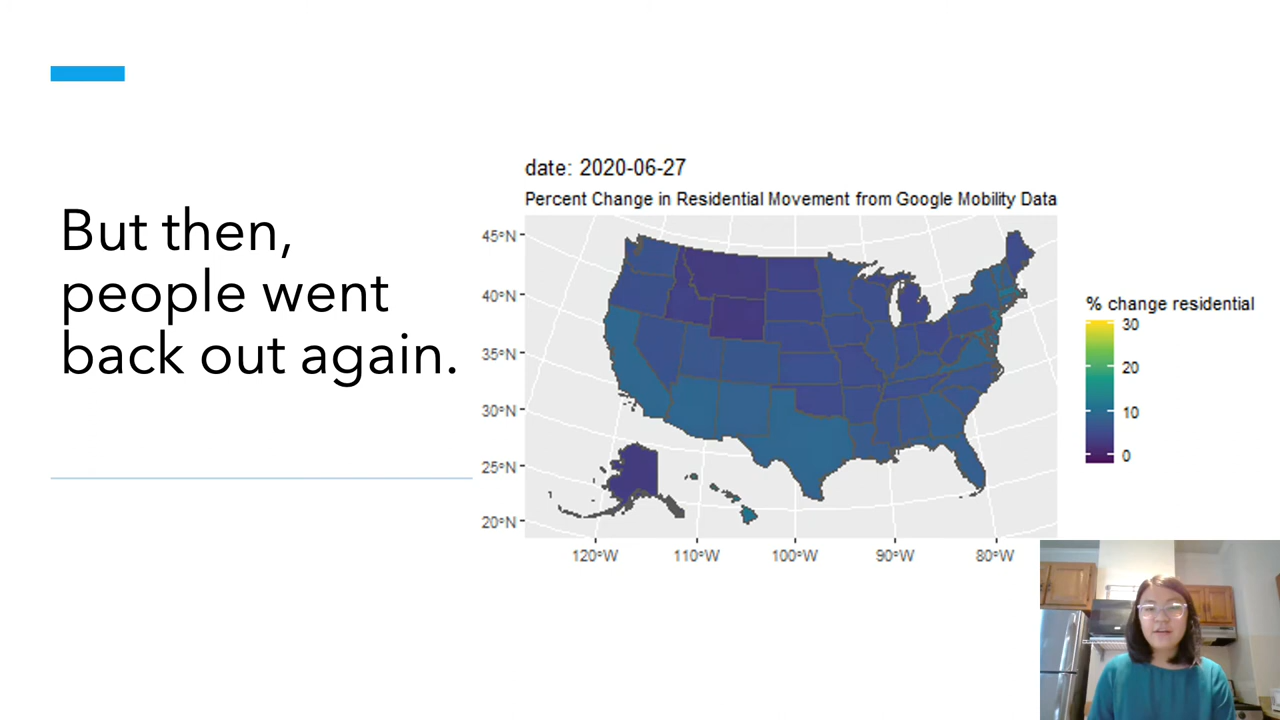 But then,
people went
back out again.
date: 2020-06-27
Percent Change in Residential Movement from Google Mobility Data
45°N
40°N
35°N
30°N
25°N
20°N
120°W
110°W
100°W
90°W
80°W
% change residential
30
20
10
0